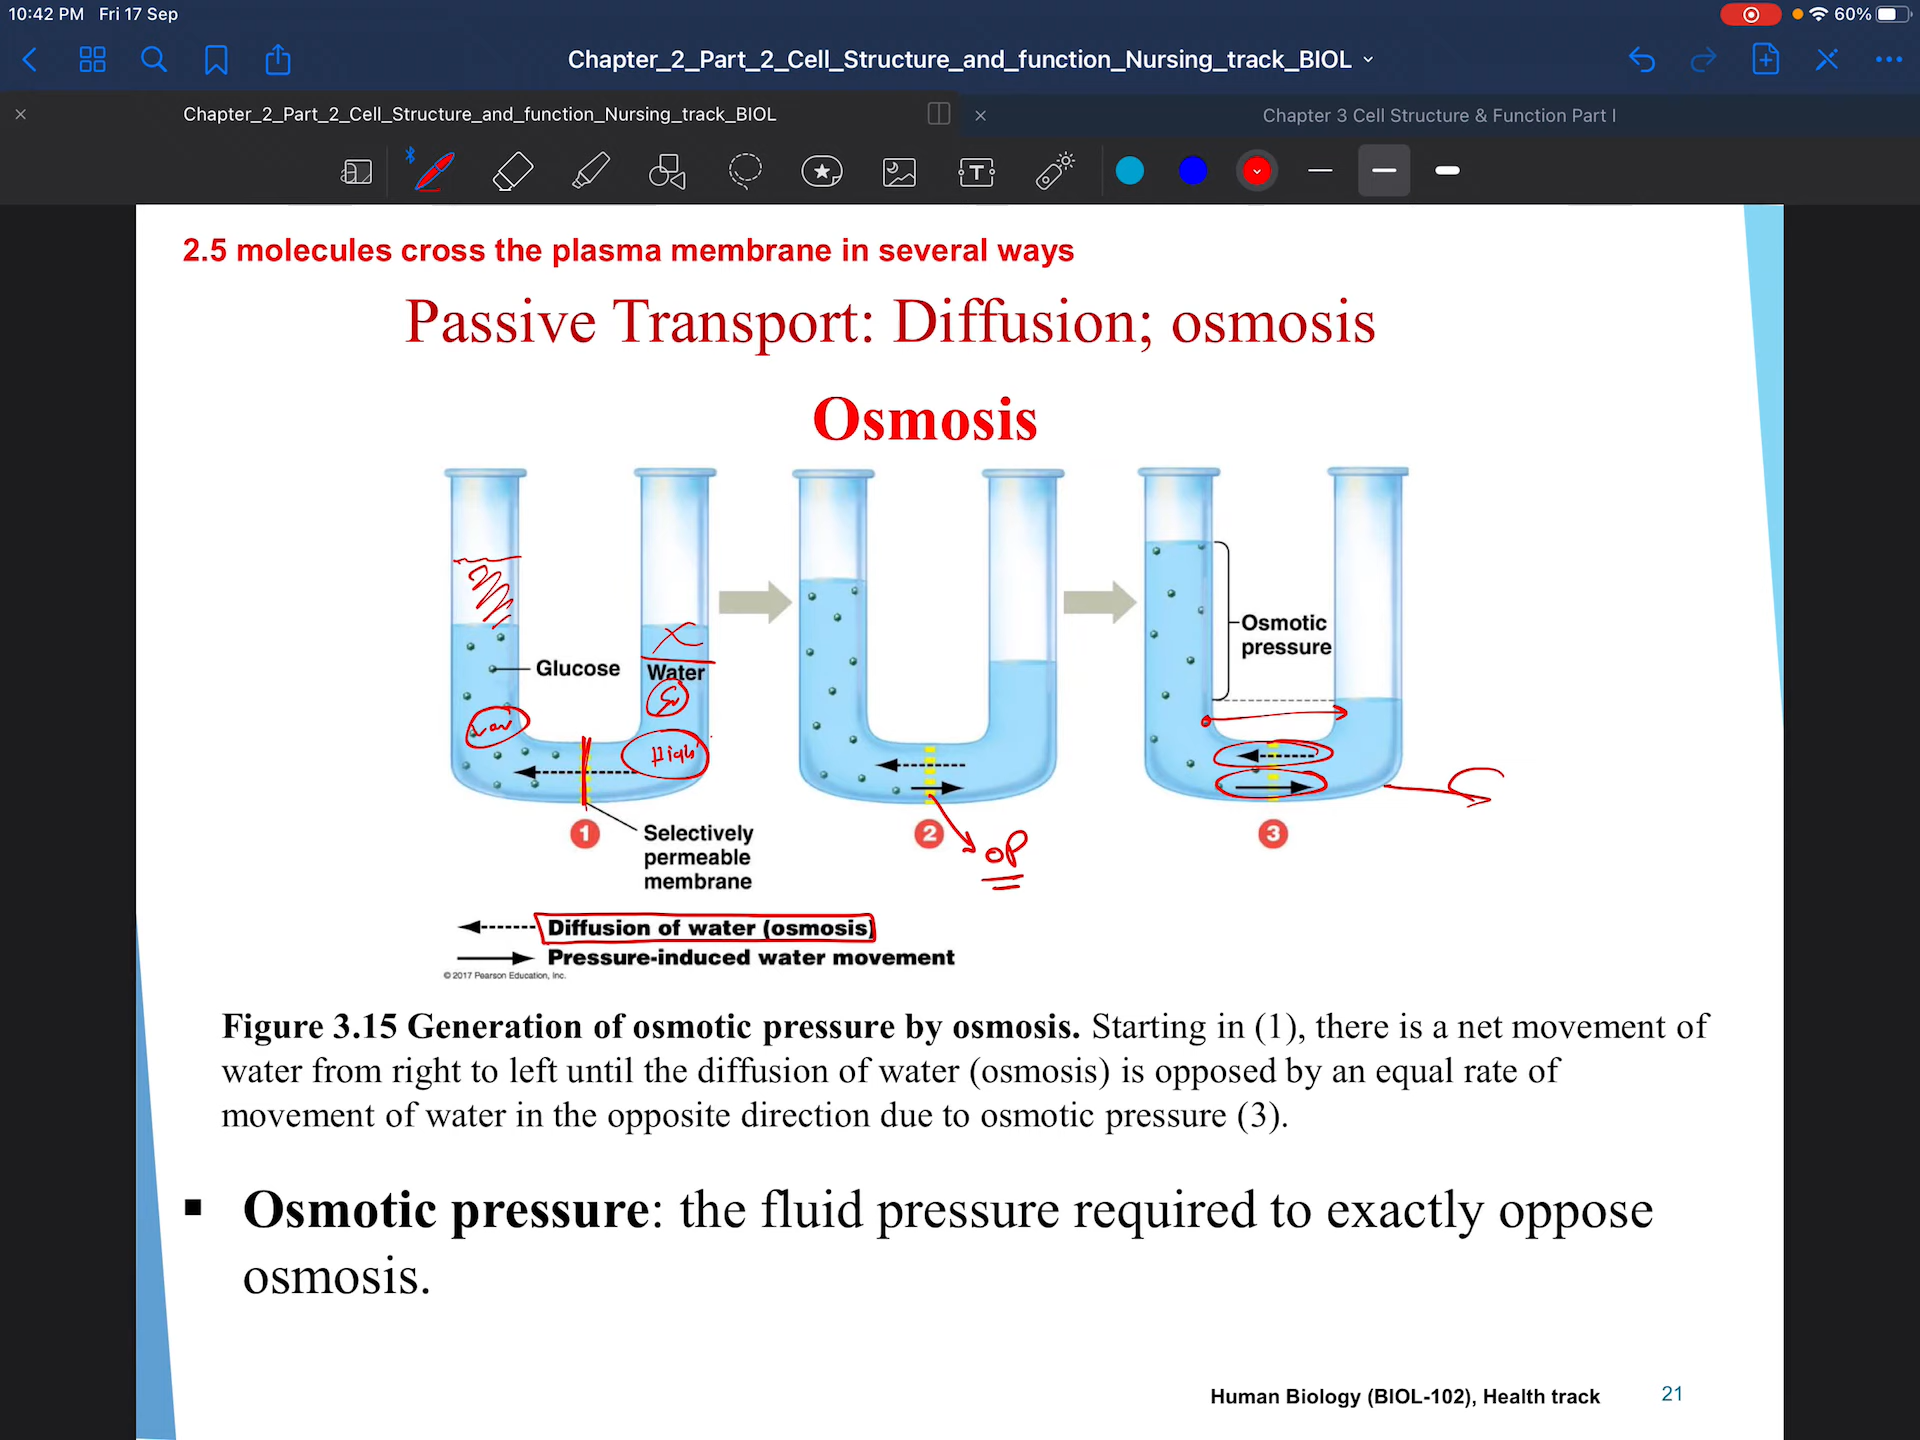 10:42 PM Fri 17 Sep
60%
Chapter_2_Part_2_Cell_Structure_and_function_Nursing_track_BIOL
Chapter_2_Part_2_Cell_Structure_and_function_Nursing_track_BIOL
Chapter 3 Cell Structure & Function Part I
2.5 molecules cross the plasma membrane in several ways
Passive Transport: Diffusion; osmosis
Osmosis
Glucose
Water
High
Osmotic
pressure
1
2
3
OP
Selectively
permeable
membrane
Diffusion of water (osmosis)
Pressure-induced water movement
© 2017 Pearson Education, Inc.
Figure 3.15 Generation of osmotic pressure by osmosis. Starting in (1), there is a net movement of
water from right to left until the diffusion of water (osmosis) is opposed by an equal rate of
movement of water in the opposite direction due to osmotic pressure (3).
▪ Osmotic pressure: the fluid pressure required to exactly oppose
osmosis.
Human Biology (BIOL-102), Health track 21